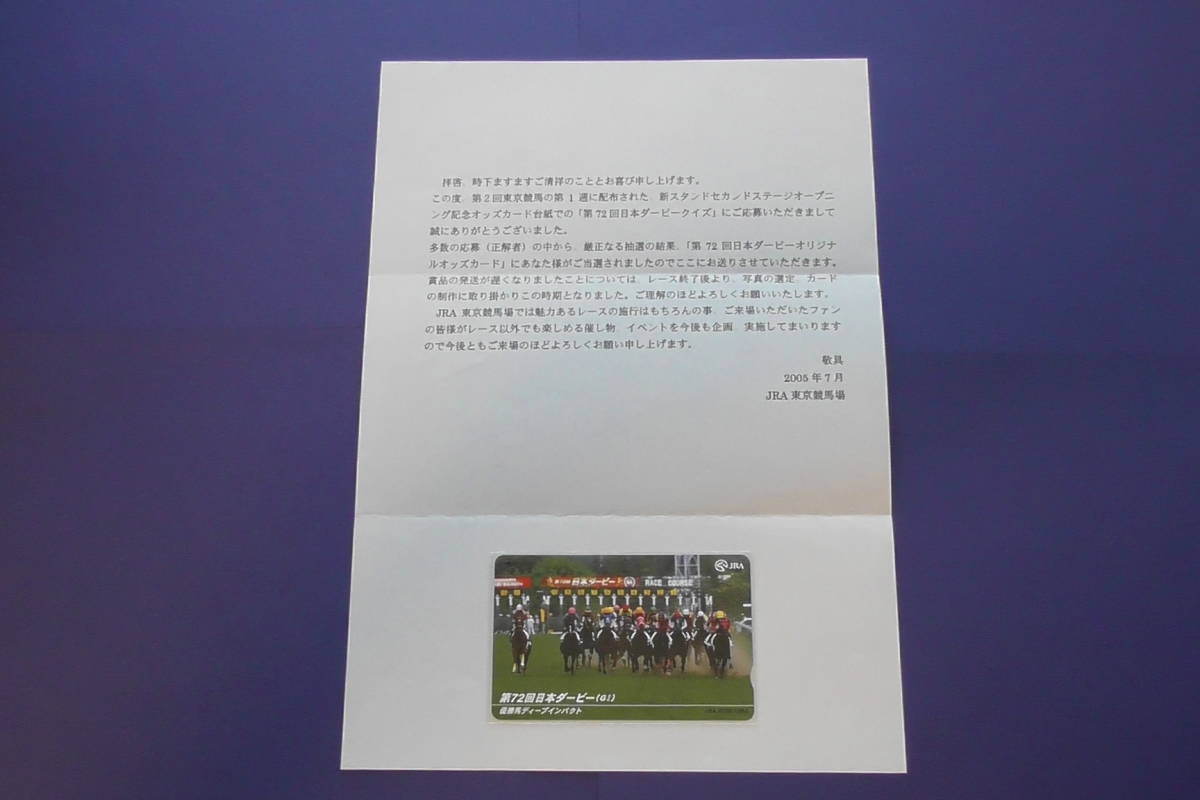 拝啓、時下ますますご清祥のこととお喜び申し上げます。
この度、第2回東京競馬の第1週に配布された、新スタンドセカンドステージオープニ
ング記念オッズカード台紙での「第72回日本ダービークイズ」にご応募いただきまして
誠にありがとうございました。
多数の応募（正解者）の中から、厳正なる抽選の結果、「第72回日本ダービーオリジナ
ルオッズカード」にあなた様がご当選されましたのでここにお送りさせていただきます。
賞品の発送が遅くなりましたことについては、レース終了後より、写真の選定、カード
の制作に取り掛かりこの時期となりました。ご理解のほどよろしくお願いいたします。
JRA東京競馬場では魅力あるレースの施行はもちろんの事、ご来場いただいたファン
の皆様がレース以外でも楽しめる催し物、イベントを今後も企画、実施してまいります
ので今後ともご来場のほどよろしくお願い申し上げます。
敬具
2005年7月
JRA東京競馬場
JRA
日本ダービー
RACE COURSE
第72回日本ダービー(GI)
優勝馬ディープインパクト